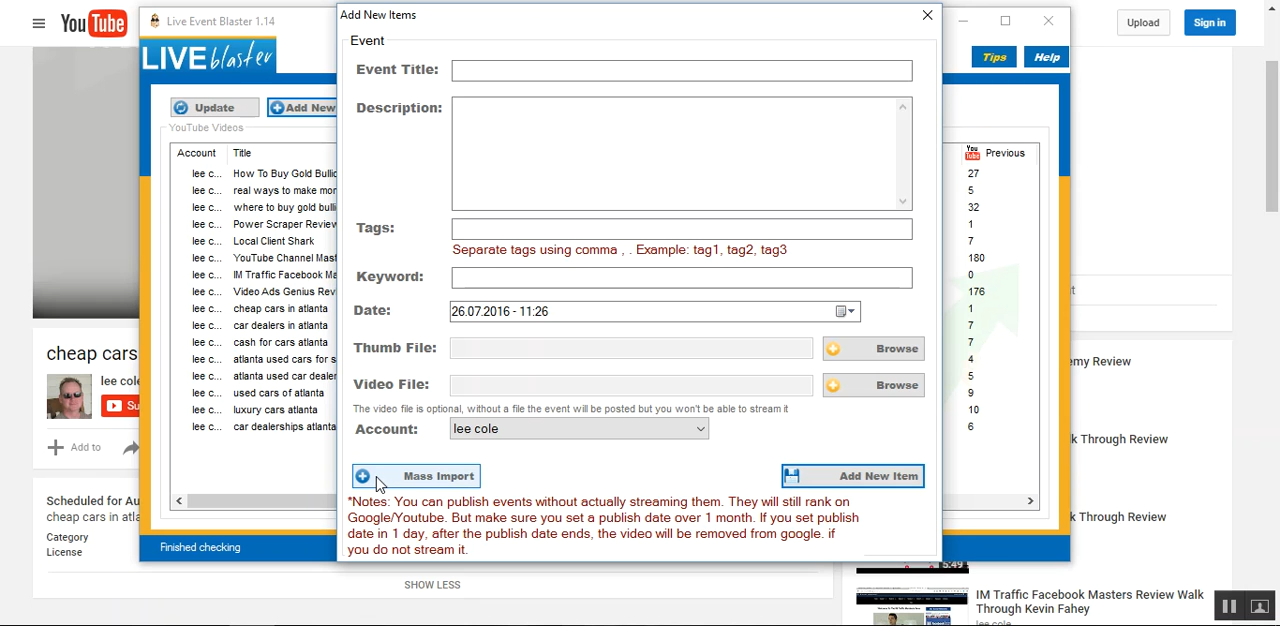 YouTube
Upload
Sign in
Live Event Blaster 1.14
LIVE blaster
Tips
Help
Update
Add New
YouTube Videos
Account Title
You Tube Previous
lee c... How To Buy Gold Bulli 27
lee c... real ways to make mon 5
lee c... where to buy gold bulli 32
lee c... Power Scraper Review 1
lee c... Local Client Shark 7
lee c... YouTube Channel Mast 180
lee c... IM Traffic Facebook Ma 0
lee c... Video Ads Genius Rev 176
lee c... cheap cars in atlanta 1
lee c... car dealers in atlanta 7
lee c... cash for cars atlanta 7
lee c... atlanta used cars for s 4
lee c... atlanta used car dealer 5
lee c... used cars of atlanta 9
lee c... luxury cars atlanta 10
lee c... car dealerships atlanta 6
Finished checking
Add New Items
Event
Event Title:
Description:
Tags:
Separate tags using comma , . Example: tag1, tag2, tag3
Keyword:
Date: 26.07.2016 - 11:26
Thumb File: Browse
Video File: Browse
The video file is optional, without a file the event will be posted but you won't be able to stream it
Account: lee cole
Mass Import
Add New Item
*Notes: You can publish events without actually streaming them. They will still rank on
Google/Youtube. But make sure you set a publish date over 1 month. If you set publish
date in 1 day, after the publish date ends, the video will be removed from google. if
you do not stream it.
cheap cars
lee cole
Su
Add to
Scheduled for Au
cheap cars in atla
Category
License
SHOW LESS
emy Review
k Through Review
k Through Review
5:49
IM Traffic Facebook Masters Review Walk
Through Kevin Fahey
lee cole